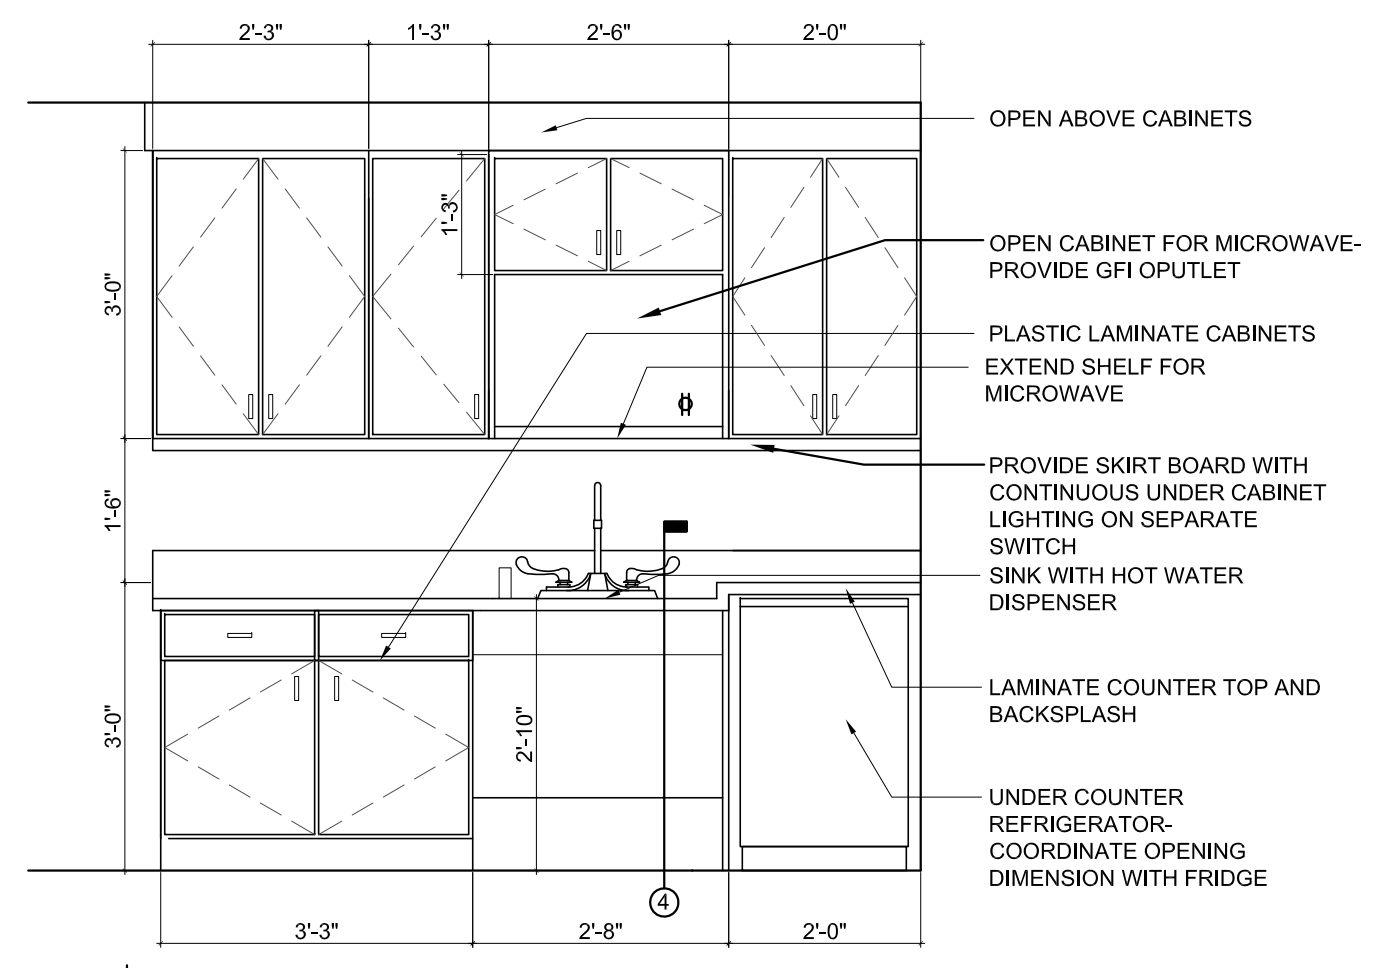 2'-3" 1'-3" 2'-6" 2'-0"
OPEN ABOVE CABINETS
1'-3"
OPEN CABINET FOR MICROWAVE-
PROVIDE GFI OPUTLET
3'-0"
PLASTIC LAMINATE CABINETS
EXTEND SHELF FOR
MICROWAVE
PROVIDE SKIRT BOARD WITH
CONTINUOUS UNDER CABINET
LIGHTING ON SEPARATE
SWITCH
1'-6"
SINK WITH HOT WATER
DISPENSER
LAMINATE COUNTER TOP AND
BACKSPLASH
3'-0"
2'-10"
UNDER COUNTER
REFRIGERATOR-
COORDINATE OPENING
DIMENSION WITH FRIDGE
4
3'-3" 2'-8" 2'-0"